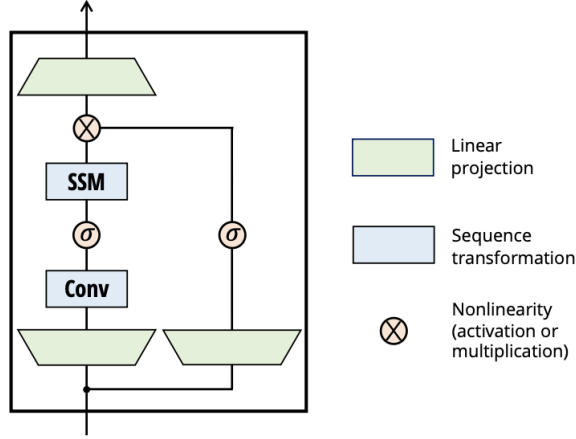 SSM
σ
σ
Conv
Linear
projection
Sequence
transformation
Nonlinearity
(activation or
multiplication)